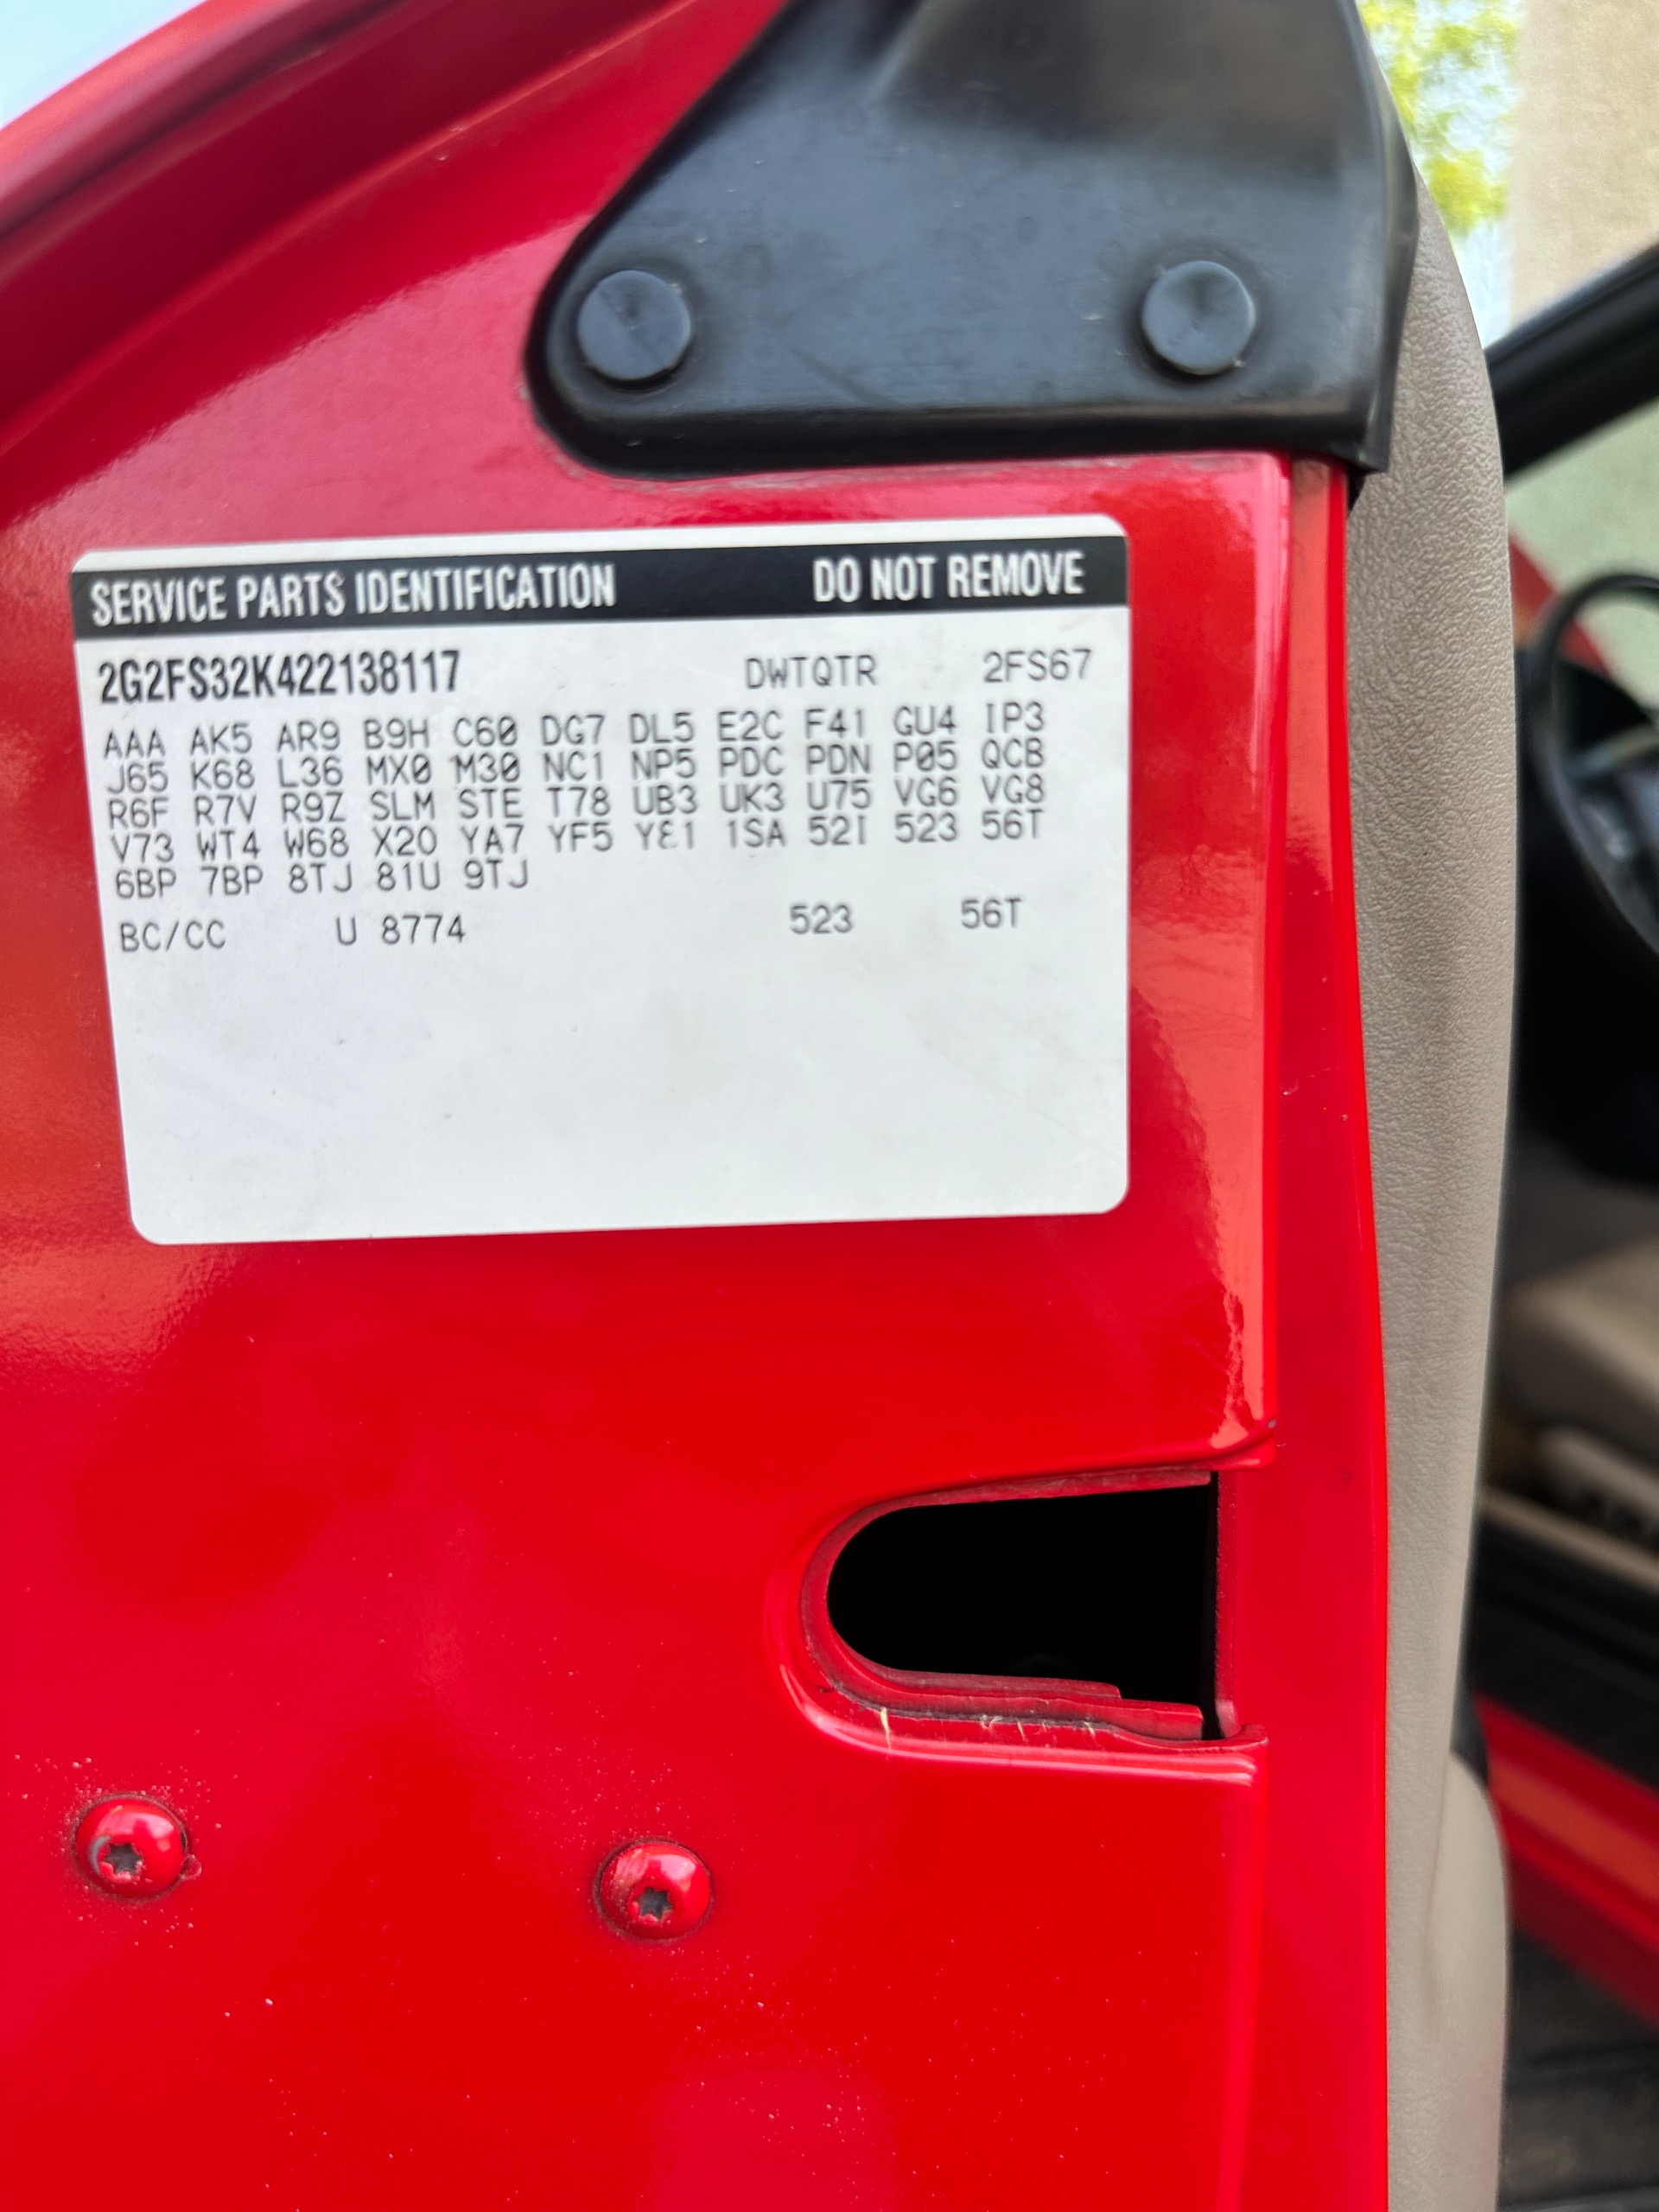 SERVICE PARTS IDENTIFICATION DO NOT REMOVE
2G2FS32K422138117 DWTQTR 2FS67
AAA AK5 AR9 B9H C60 DG7 DL5 E2C F41 GU4 IP3
J65 K68 L36 MX0 M30 NC1 NP5 PDC PDN P05 QCB
R6F R7V R9Z SLM STE T78 UB3 UK3 U75 VG6 VG8
V73 WT4 W68 X20 YA7 YF5 Y81 1SA 52I 523 56T
6BP 7BP 8TJ 81U 9TJ
BC/CC U 8774 523 56T